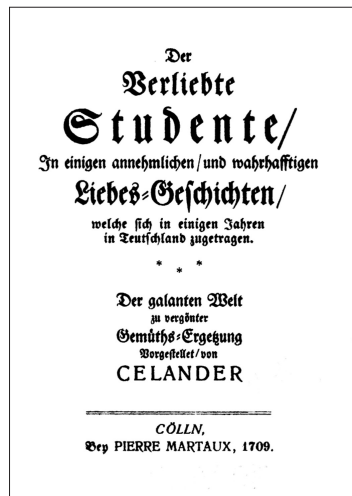 Der
Verliebte
Studente/
In einigen annehmlichen/und wahrhafftigen
Liebes-Geschichten/
welche sich in einigen Jahren
in Teutschland zugetragen.
* * *
Der galanten Welt
zu vergönter
Gemüths-Ergetzung
Vorgestellet/von
CELANDER
CÖLLN,
Bey PIERRE MARTAUX, 1709.